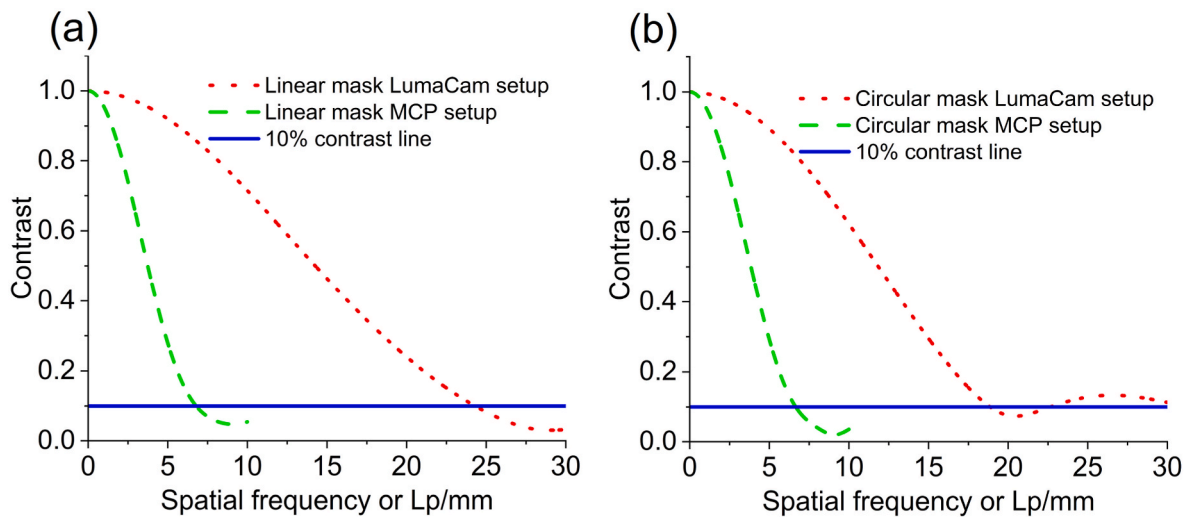 (a)
Linear mask LumaCam setup
Linear mask MCP setup
10% contrast line
Contrast
1.0
0.8
0.6
0.4
0.2
0.0
0 5 10 15 20 25 30
Spatial frequency or Lp/mm
(b)
Circular mask LumaCam setup
Circular mask MCP setup
10% contrast line
Contrast
1.0
0.8
0.6
0.4
0.2
0.0
0 5 10 15 20 25 30
Spatial frequency or Lp/mm